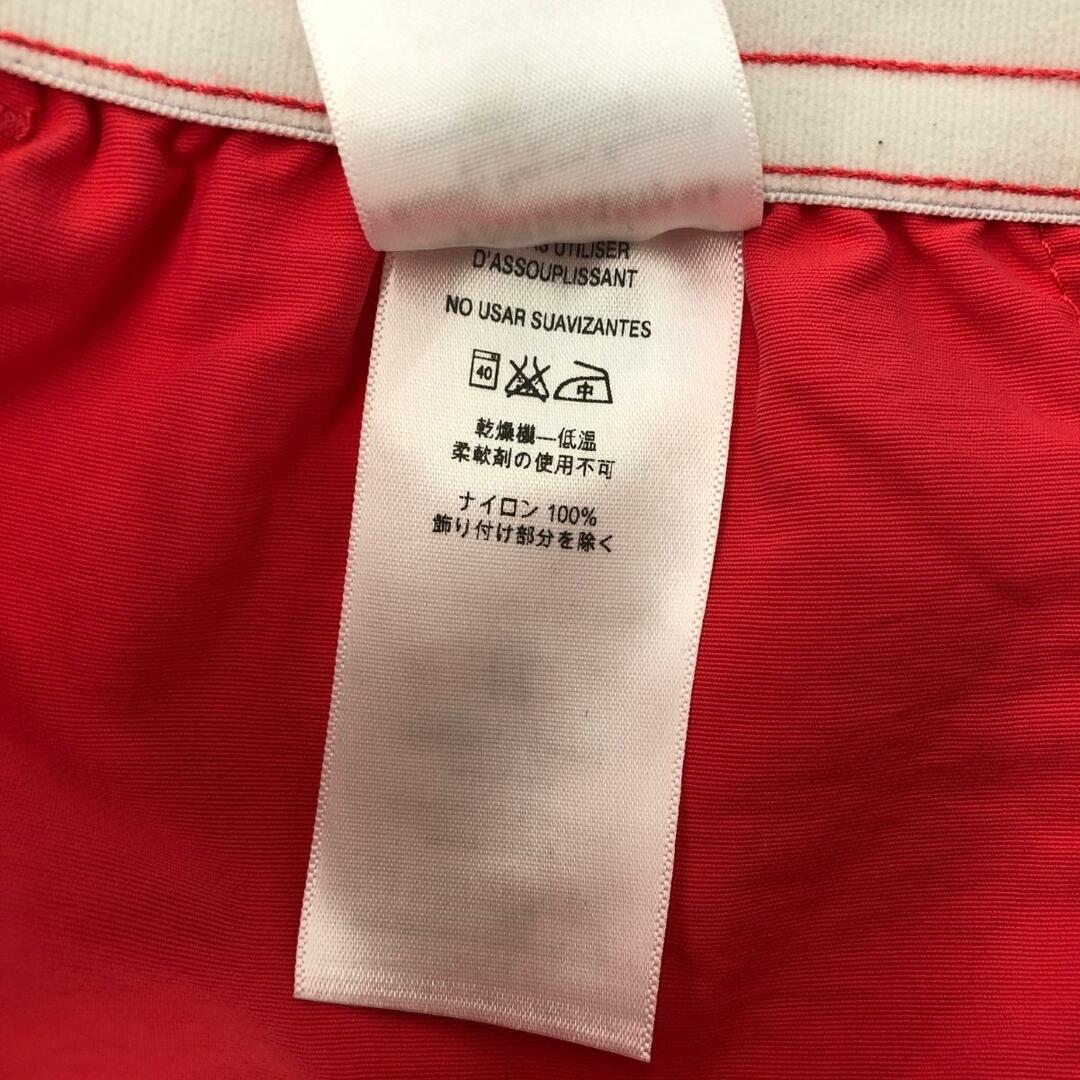 UTILISER
D'ASSOUPLISSANT
NO USAR SUAVIZANTES
40 中
乾燥機—低温
柔軟剤の使用不可
ナイロン 100%
飾り付け部分を除く